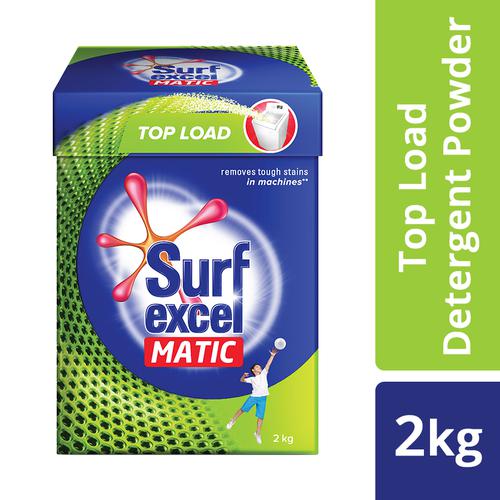 Surf
excel
MATIC
TOP LOAD
removes tough stains
in machines**
Surf
excel
MATIC
2 kg
Top Load
Detergent Powder
2kg